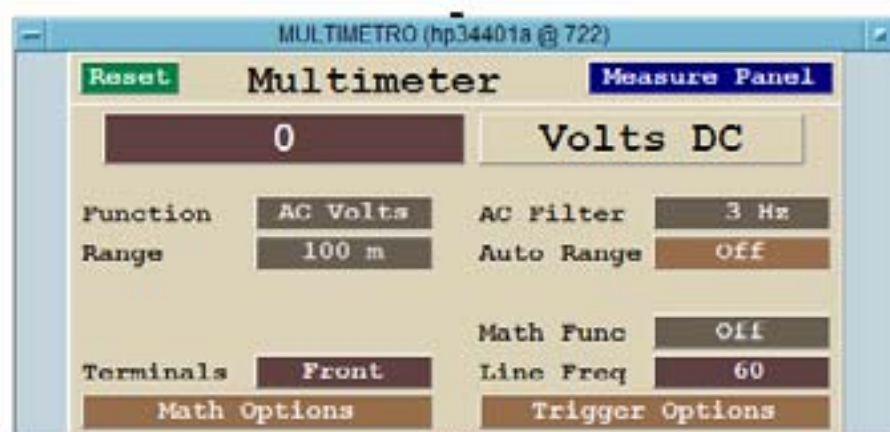 MULTIMETRO (hp34401a @ 722)
Reset Multimeter Measure Panel
0 Volts DC
Function AC Volts AC Filter 3 Hz
Range 100 m Auto Range Off
Math Func Off
Terminals Front Line Freq 60
Math Options Trigger Options